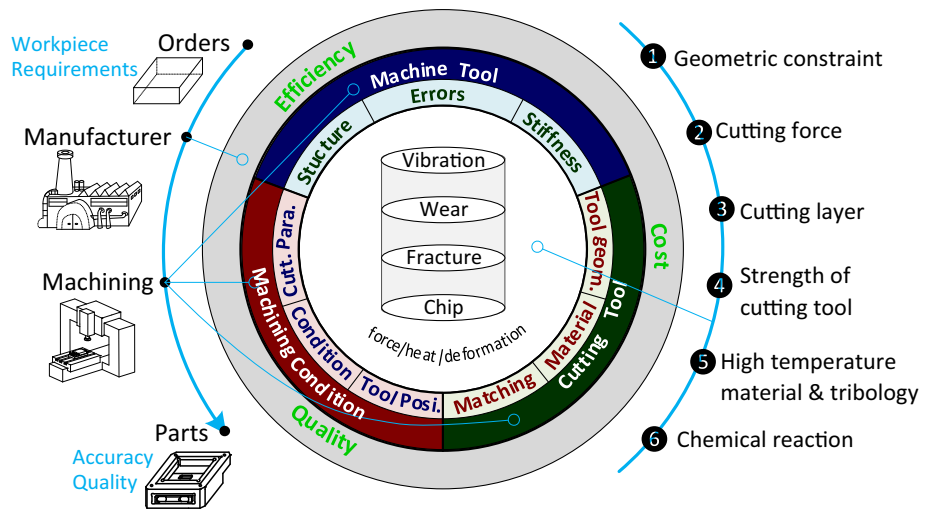 Orders
Workpiece
Requirements
Manufacturer
Machining
Parts
Accuracy
Quality
Efficiency
Cost
Quality
Machine Tool
Errors
Stucture
Stiffness
Cutting Tool
Tool geom.
Material
Matching
Machining Condition
Cutt. Para.
Condition
Tool Posi.
Vibration
Wear
Fracture
Chip
force/heat/deformation
1 Geometric constraint
2 Cutting force
3 Cutting layer
4 Strength of
cutting tool
5 High temperature
material & tribology
6 Chemical reaction